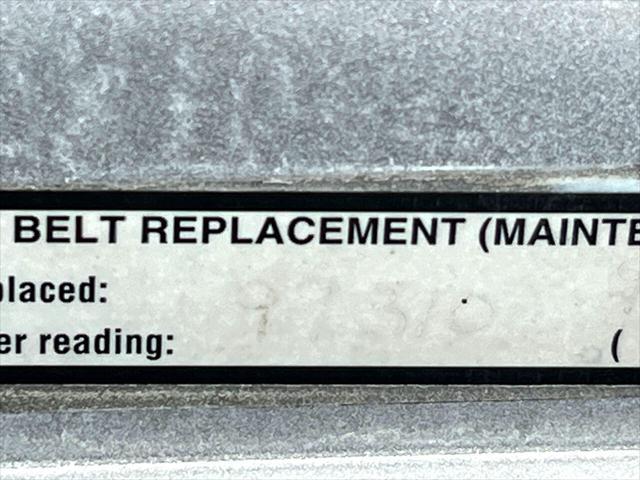 BELT REPLACEMENT (MAINTE
placed:
er reading:
(